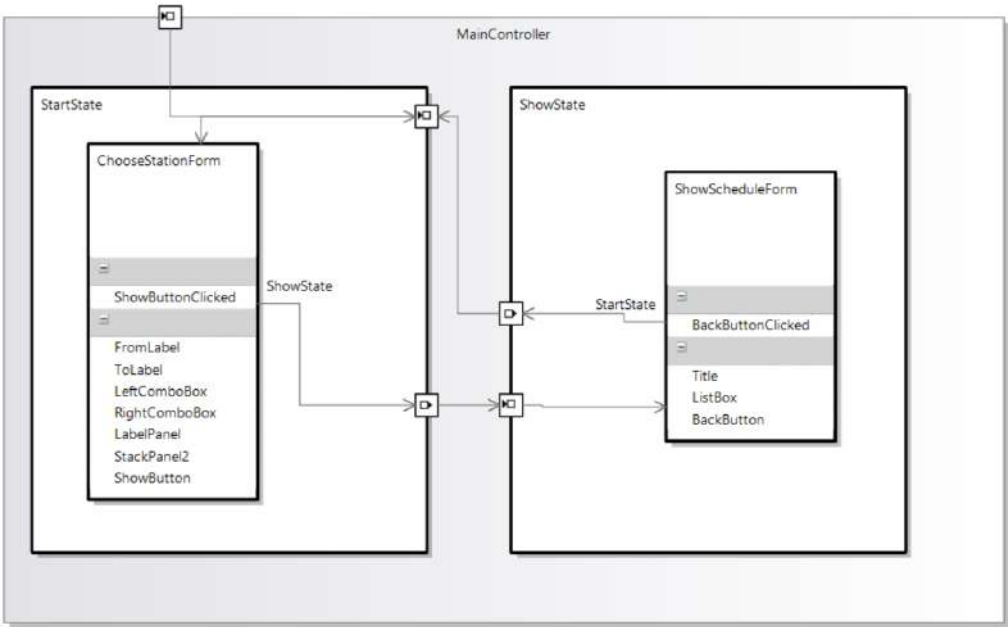 MainController
StartState
ChooseStationForm
ShowButtonClicked
FromLabel
ToLabel
LeftComboBox
RightComboBox
LabelPanel
StackPanel2
ShowButton
ShowState
ShowState
ShowScheduleForm
StartState
BackButtonClicked
Title
ListBox
BackButton